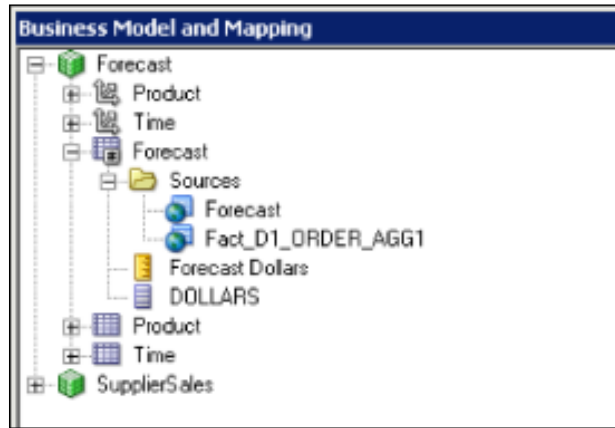 Business Model and Mapping
Forecast
Product
Time
Forecast
Sources
Forecast
Fact_D1_ORDER_AGG1
Forecast Dollars
DOLLARS
Product
Time
SupplierSales